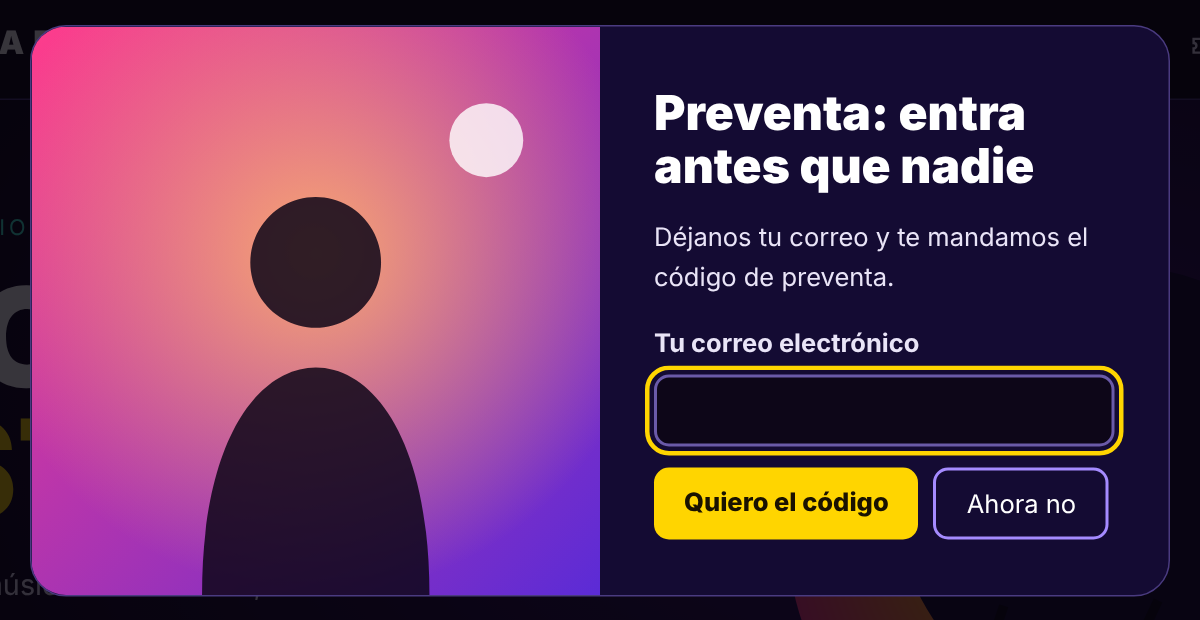 Preventa: entra
antes que nadie
Déjanos tu correo y te mandamos el
código de preventa.
Tu correo electrónico
Quiero el código
Ahora no